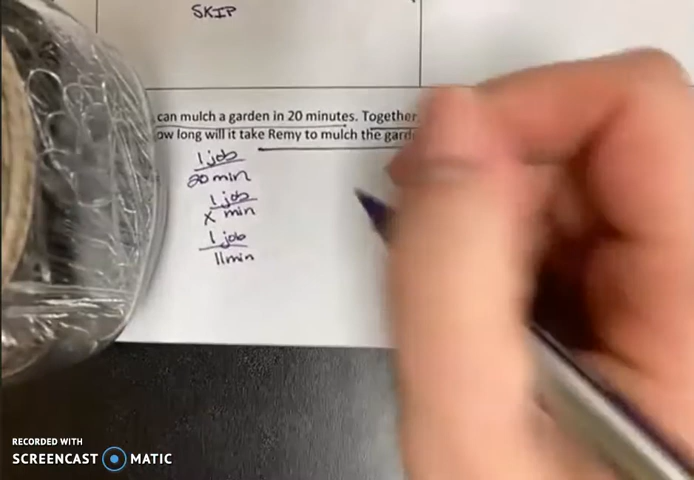 SKIP
can mulch a garden in 20 minutes. Together
ow long will it take Remy to mulch the gard
1 job
20 min
1 job
x min
1 job
11 min
RECORDED WITH
SCREENCAST MATIC